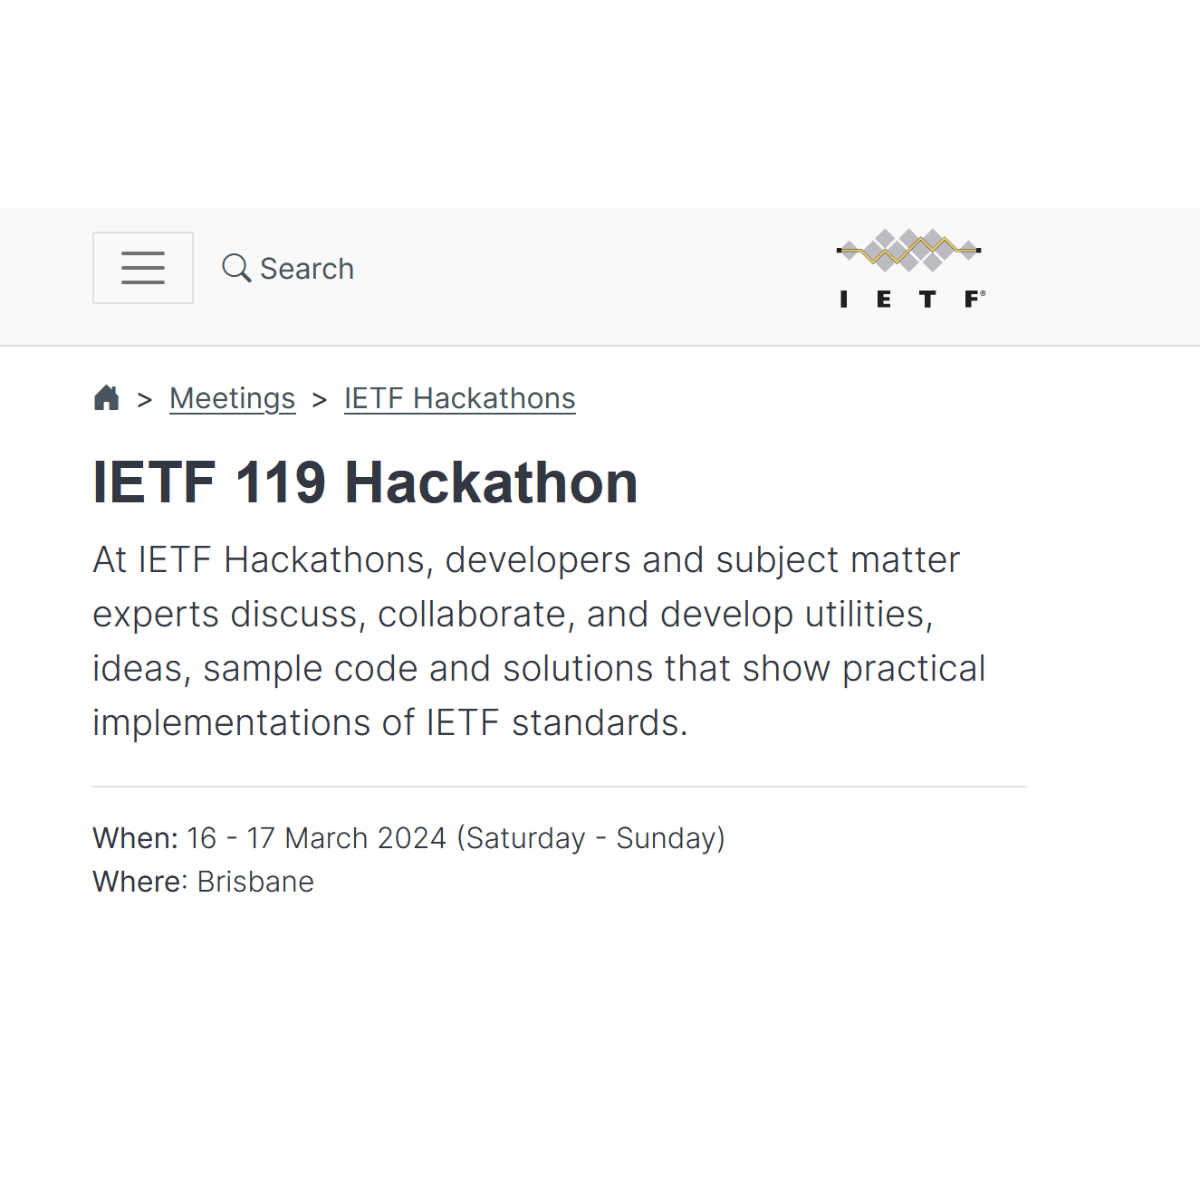 Search
I E T F®
> Meetings > IETF Hackathons
IETF 119 Hackathon
At IETF Hackathons, developers and subject matter
experts discuss, collaborate, and develop utilities,
ideas, sample code and solutions that show practical
implementations of IETF standards.
When: 16 - 17 March 2024 (Saturday - Sunday)
Where: Brisbane